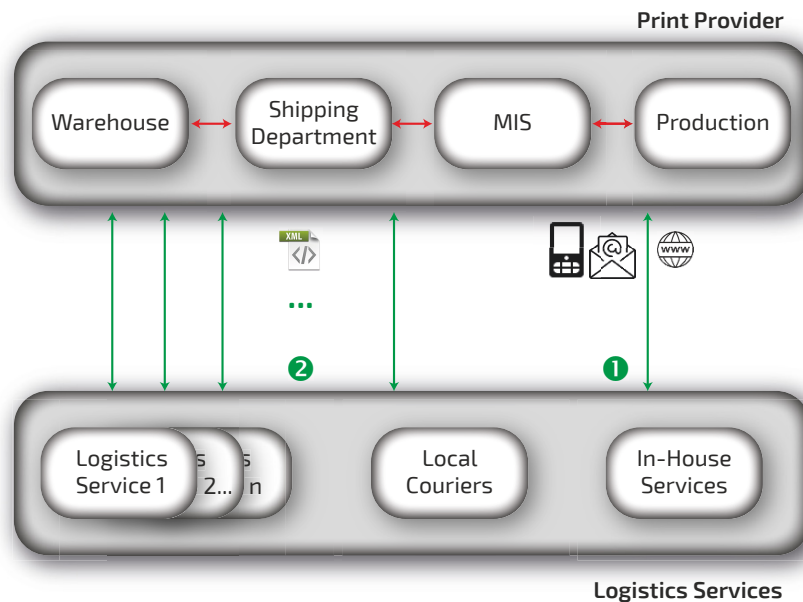 Print Provider
Warehouse
Shipping
Department
MIS
Production
XML
</>
@
www
...
2
1
Logistics
Service 1
s
2...
s
n
Local
Couriers
In-House
Services
Logistics Services